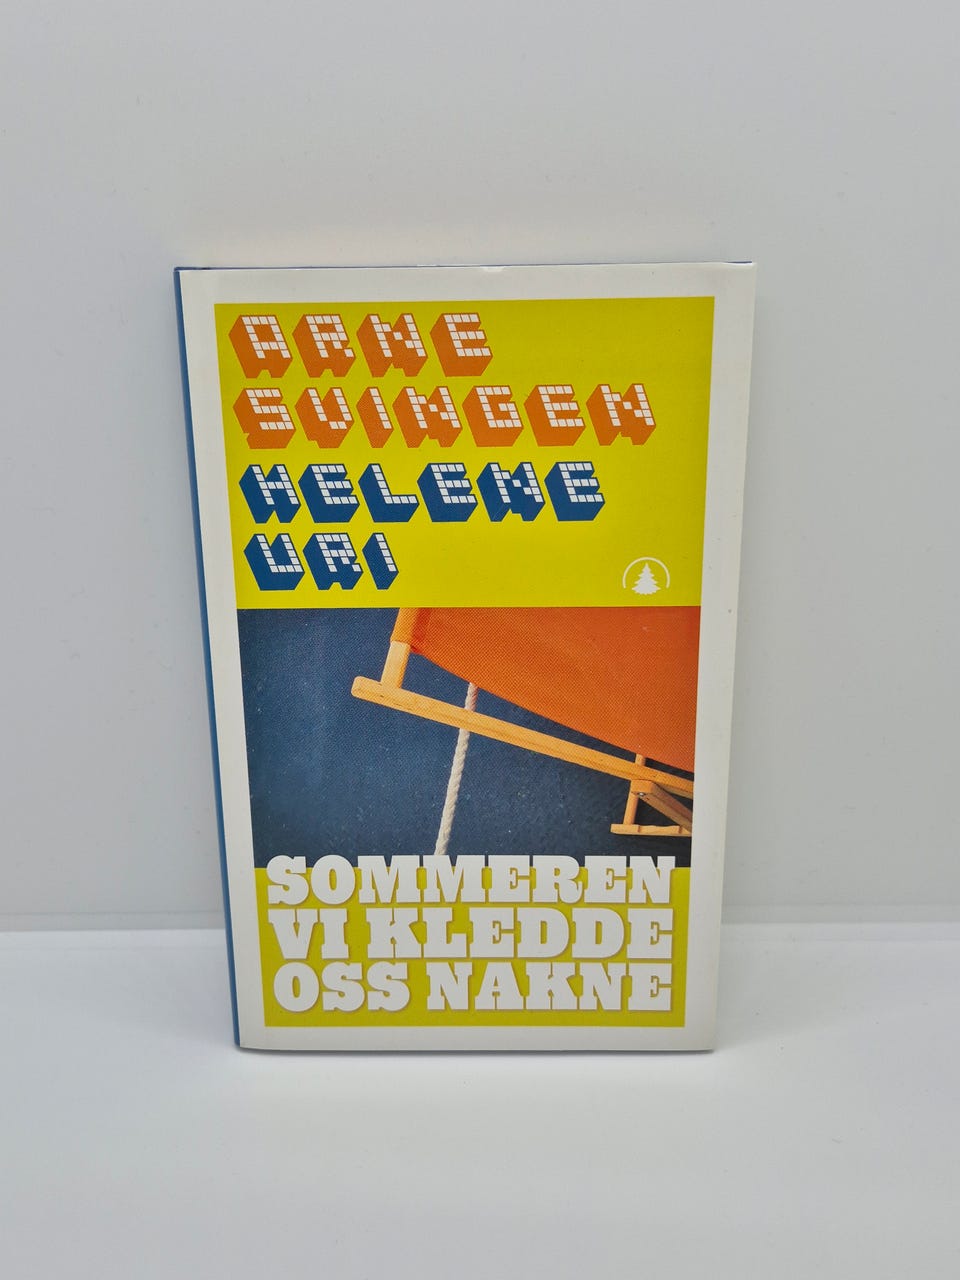 ARNE
SVINGEN
HELENE
URI
SOMMEREN
VI KLEDDE
OSS NAKNE